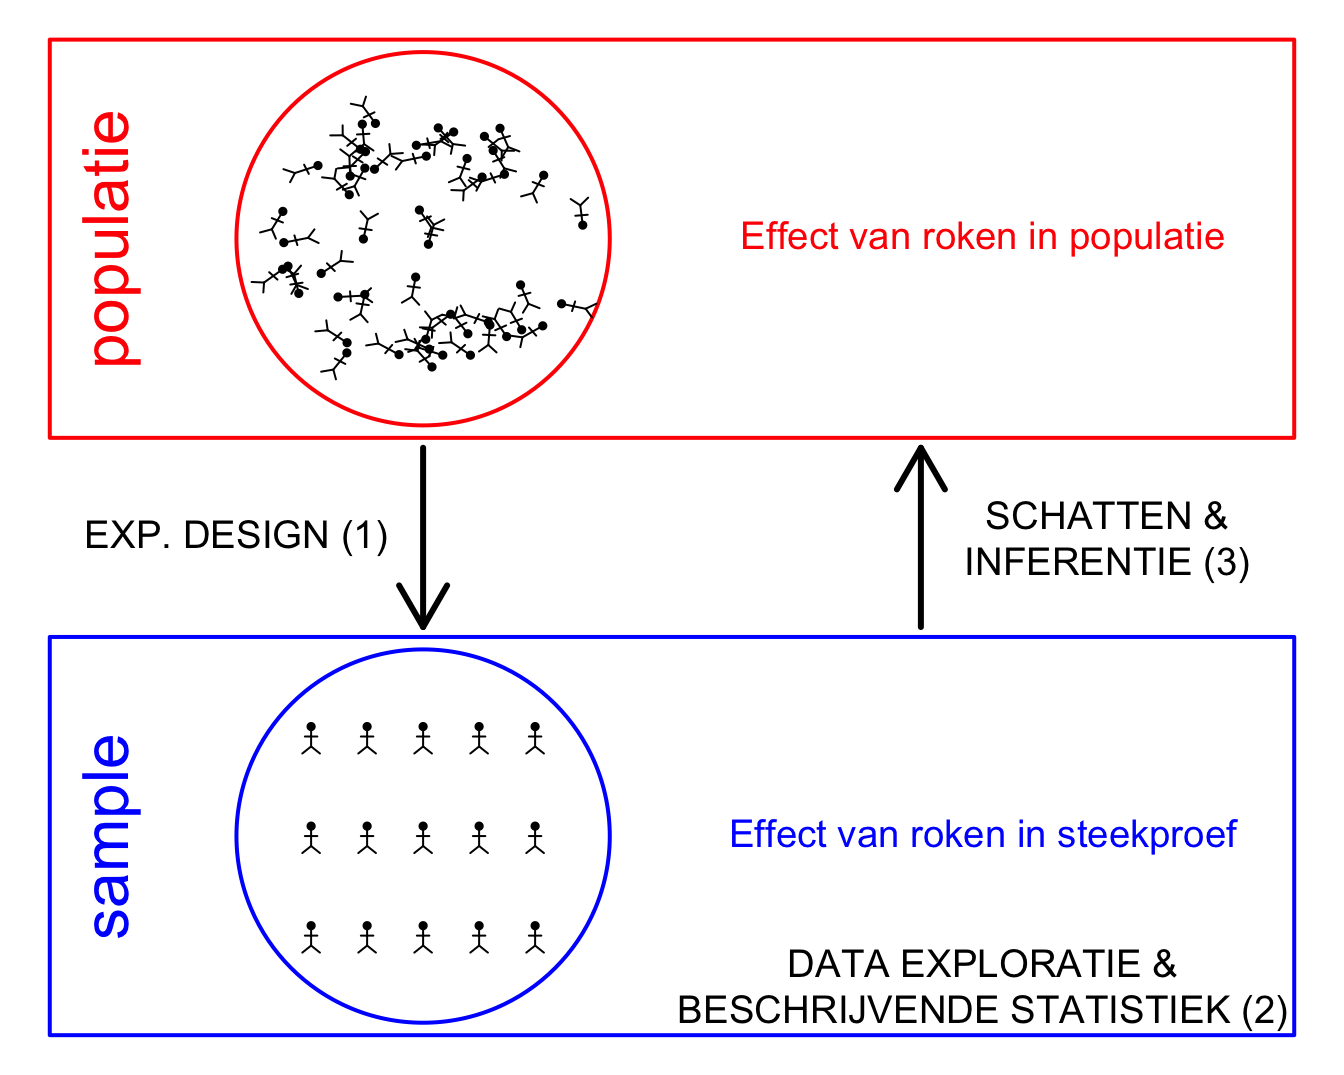 populatie
Effect van roken in populatie
EXP. DESIGN (1)
SCHATTEN &
INFERENTIE (3)
sample
Effect van roken in steekproef
DATA EXPLORATIE &
BESCHRIJVENDE STATISTIEK (2)